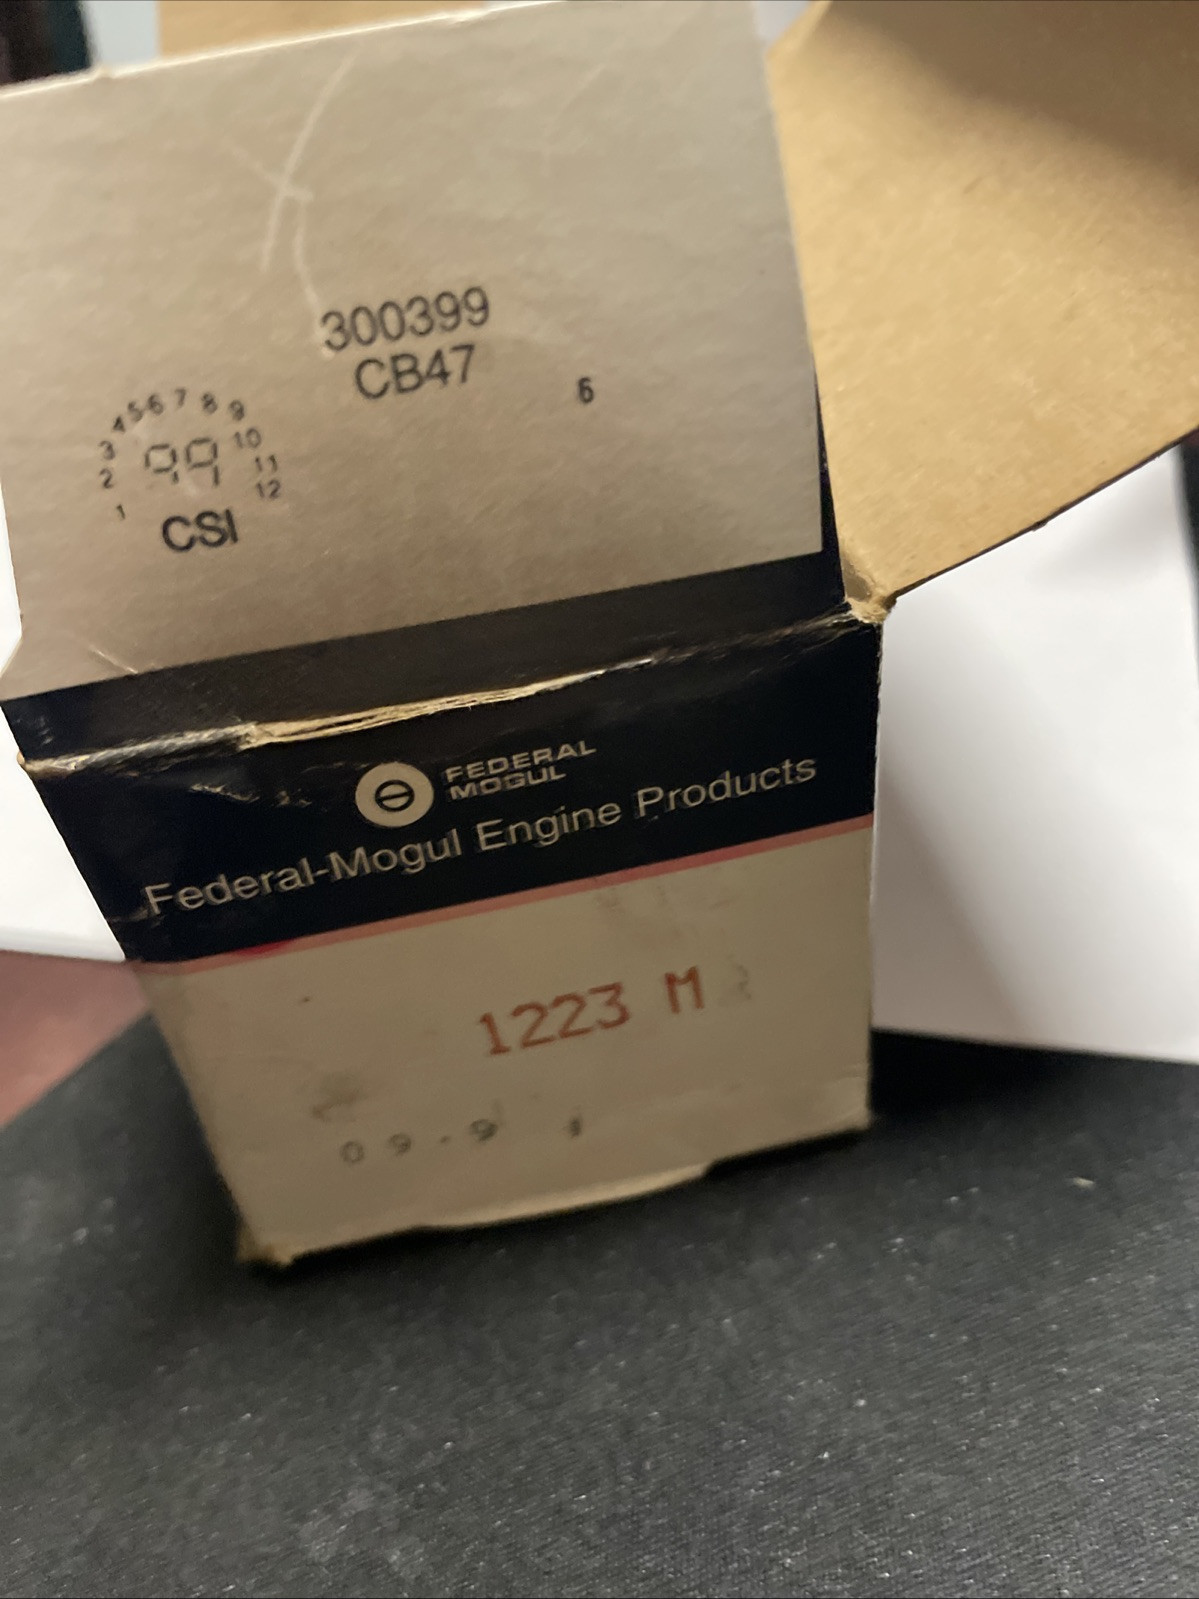 300399
CB47
6
1 2 3 4 5 6 7 8 9 10 11 12
99
CSI
FEDERAL
MOGUL
Federal-Mogul Engine Products
1223 M
09-9